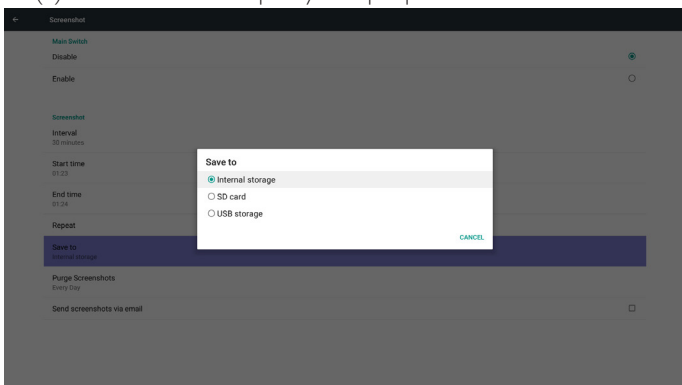 Screenshot
Main Switch
Disable
Enable
Screenshot
Interval
30 minutes
Start time
01:23
End time
01:24
Repeat
Save to
Internal storage
Purge Screenshots
Every Day
Send screenshots via email
Save to
Internal storage
SD card
USB storage
CANCEL